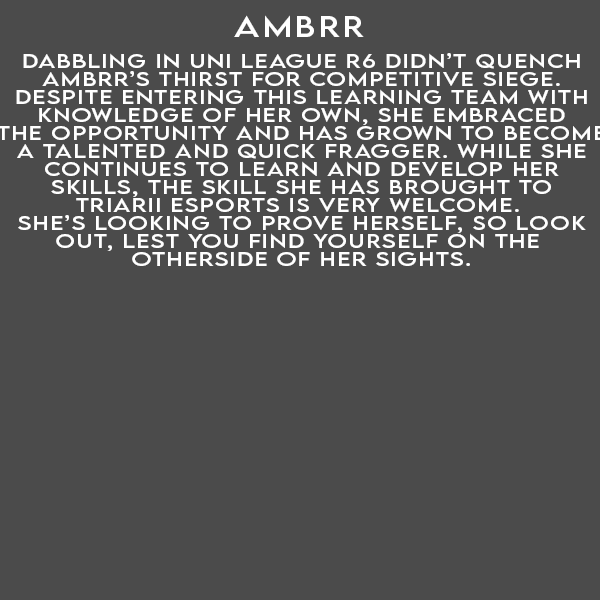 AMBRR
DABBLING IN UNI LEAGUE R6 DIDN'T QUENCH
AMBRR'S THIRST FOR COMPETITIVE SIEGE.
DESPITE ENTERING THIS LEARNING TEAM WITH
KNOWLEDGE OF HER OWN, SHE EMBRACED
THE OPPORTUNITY AND HAS GROWN TO BECOME
A TALENTED AND QUICK FRAGGER. WHILE SHE
CONTINUES TO LEARN AND DEVELOP HER
SKILLS, THE SKILL SHE HAS BROUGHT TO
TRIARII ESPORTS IS VERY WELCOME.
SHE'S LOOKING TO PROVE HERSELF, SO LOOK
OUT, LEST YOU FIND YOURSELF ON THE
OTHERSIDE OF HER SIGHTS.